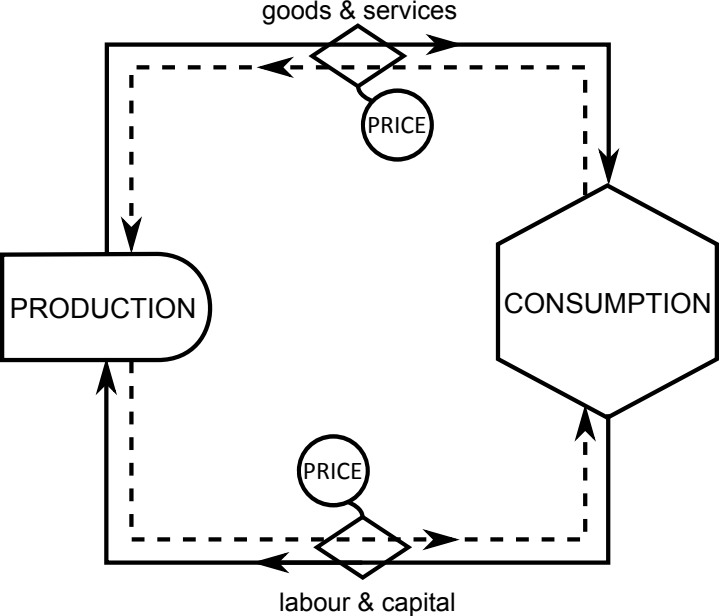 goods & services
PRICE
PRODUCTION
CONSUMPTION
PRICE
labour & capital